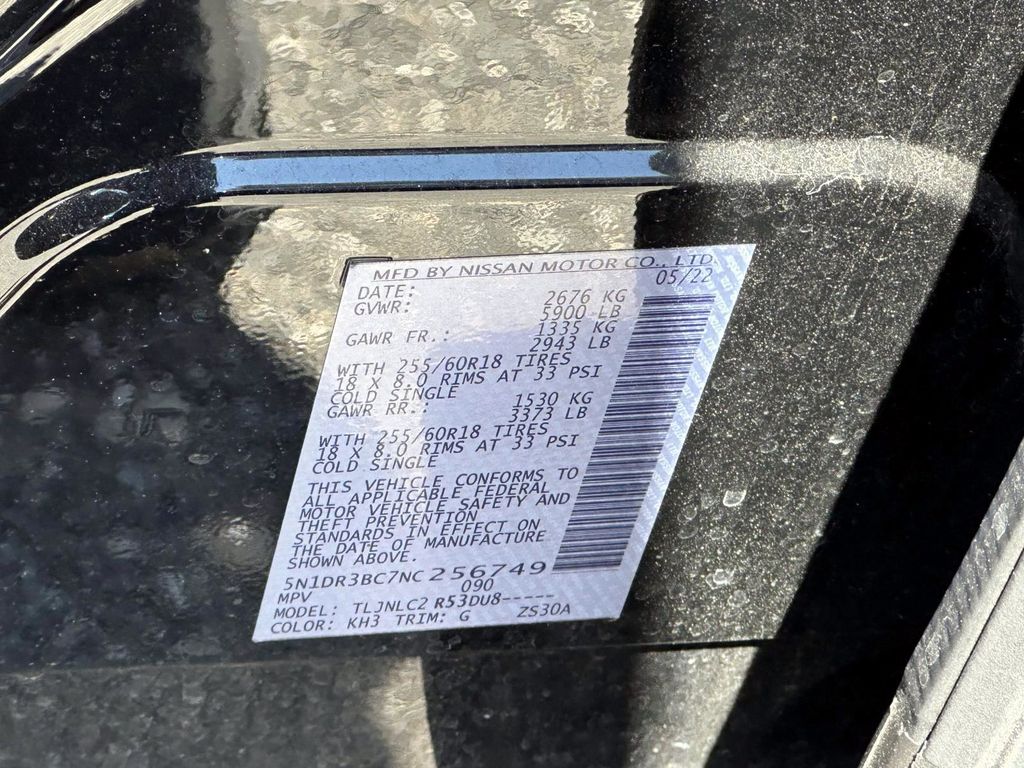 MFD BY NISSAN MOTOR CO., LTD.
DATE: 05/22
GVWR: 2676 KG
5900 LB
GAWR FR.: 1335 KG
2943 LB
WITH 255/60R18 TIRES
18 X 8.0 RIMS AT 33 PSI
COLD SINGLE
GAWR RR.: 1530 KG
3373 LB
WITH 255/60R18 TIRES
18 X 8.0 RIMS AT 33 PSI
COLD SINGLE
THIS VEHICLE CONFORMS TO
ALL APPLICABLE FEDERAL
MOTOR VEHICLE SAFETY AND
THEFT PREVENTION
STANDARDS IN EFFECT ON
THE DATE OF MANUFACTURE
SHOWN ABOVE.
5N1DR3BC7NC256749
MPV 090
MODEL: TLJNLC2 R53DU8-----
COLOR: KH3 TRIM: G ZS30A